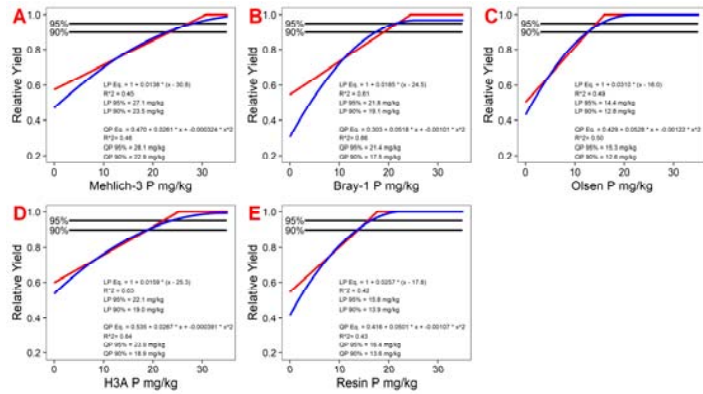 A
1.0
95%
90%
0.8
0.6
0.4
0.2
Relative Yield
LP Eq. = 1 + 0.0138 * (x - 30.8)
R^2 = 0.45
LP 95% = 27.1 mg/kg
LP 90% = 23.5 mg/kg
QP Eq. = 0.470 + 0.0261 * x + -0.000324 * x^2
R^2= 0.46
QP 95% = 28.1 mg/kg
QP 90% = 22.9 mg/kg
0 10 20 30
Mehlich-3 P mg/kg
B
1.0
95%
90%
0.8
0.6
0.4
0.2
Relative Yield
LP Eq. = 1 + 0.0185 * (x - 24.5)
R^2 = 0.61
LP 95% = 21.8 mg/kg
LP 90% = 19.1 mg/kg
QP Eq. = 0.303 + 0.0518 * x + -0.00101 * x^2
R^2= 0.66
QP 95% = 21.4 mg/kg
QP 90% = 17.5 mg/kg
0 10 20 30
Bray-1 P mg/kg
C
1.0
95%
90%
0.8
0.6
0.4
0.2
Relative Yield
LP Eq. = 1 + 0.0310 * (x - 16.0)
R^2 = 0.49
LP 95% = 14.4 mg/kg
LP 90% = 12.8 mg/kg
QP Eq. = 0.429 + 0.0528 * x + -0.00122 * x^2
R^2= 0.50
QP 95% = 15.3 mg/kg
QP 90% = 12.6 mg/kg
0 10 20 30
Olsen P mg/kg
D
1.0
95%
90%
0.8
0.6
0.4
0.2
Relative Yield
LP Eq. = 1 + 0.0159 * (x - 25.3)
R^2 = 0.63
LP 95% = 22.1 mg/kg
LP 90% = 19.0 mg/kg
QP Eq. = 0.535 + 0.0267 * x + -0.000381 * x^2
R^2= 0.64
QP 95% = 23.9 mg/kg
QP 90% = 18.9 mg/kg
0 10 20 30
H3A P mg/kg
E
1.0
95%
90%
0.8
0.6
0.4
0.2
Relative Yield
LP Eq. = 1 + 0.0257 * (x - 17.8)
R^2 = 0.42
LP 95% = 15.8 mg/kg
LP 90% = 13.9 mg/kg
QP Eq. = 0.416 + 0.0501 * x + -0.00107 * x^2
R^2= 0.43
QP 95% = 16.4 mg/kg
QP 90% = 13.6 mg/kg
0 10 20 30
Resin P mg/kg